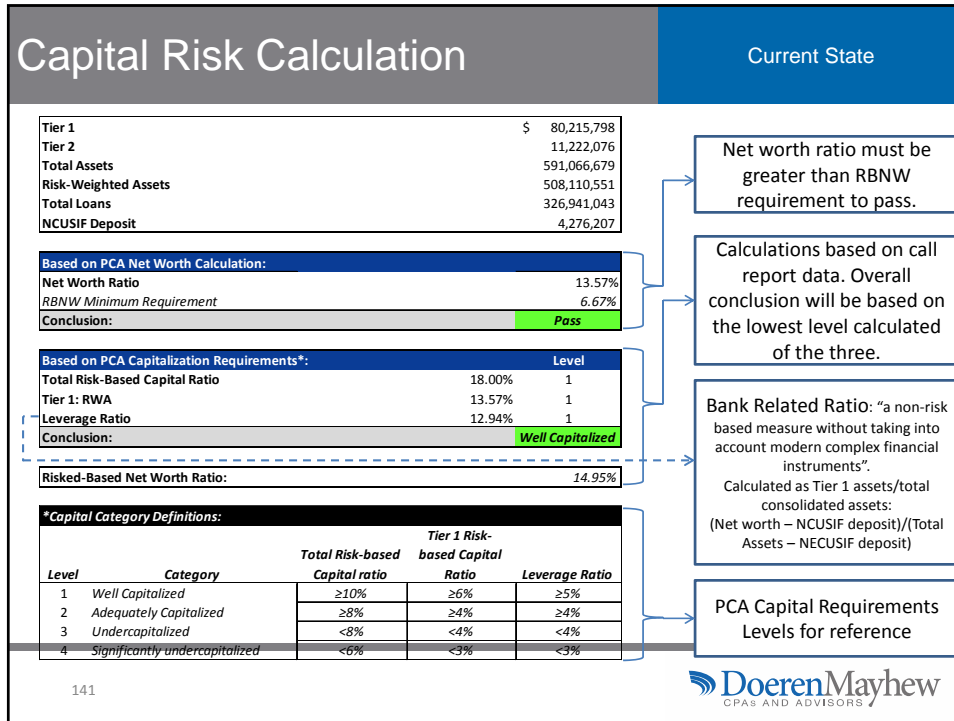 Capital Risk Calculation
Current State
Tier 1 $ 80,215,798
Tier 2 11,222,076
Total Assets 591,066,679
Risk-Weighted Assets 508,110,551
Total Loans 326,941,043
NCUSIF Deposit 4,276,207
Based on PCA Net Worth Calculation:
Net Worth Ratio 13.57%
RBNW Minimum Requirement 6.67%
Conclusion: Pass
Based on PCA Capitalization Requirements*: Level
Total Risk-Based Capital Ratio 18.00% 1
Tier 1: RWA 13.57% 1
Leverage Ratio 12.94% 1
Conclusion: Well Capitalized
Risked-Based Net Worth Ratio: 14.95%
*Capital Category Definitions:
Tier 1 Risk-
Total Risk-based based Capital
Level Category Capital ratio Ratio Leverage Ratio
1 Well Capitalized ≥10% ≥6% ≥5%
2 Adequately Capitalized ≥8% ≥4% ≥4%
3 Undercapitalized <8% <4% <4%
4 Significantly undercapitalized <6% <3% <3%
Net worth ratio must be
greater than RBNW
requirement to pass.
Calculations based on call
report data. Overall
conclusion will be based on
the lowest level calculated
of the three.
Bank Related Ratio: “a non-risk
based measure without taking into
account modern complex financial
instruments”.
Calculated as Tier 1 assets/total
consolidated assets:
(Net worth – NCUSIF deposit)/(Total
Assets – NECUSIF deposit)
PCA Capital Requirements
Levels for reference
141
DoerenMayhew
CPAs AND ADVISORS